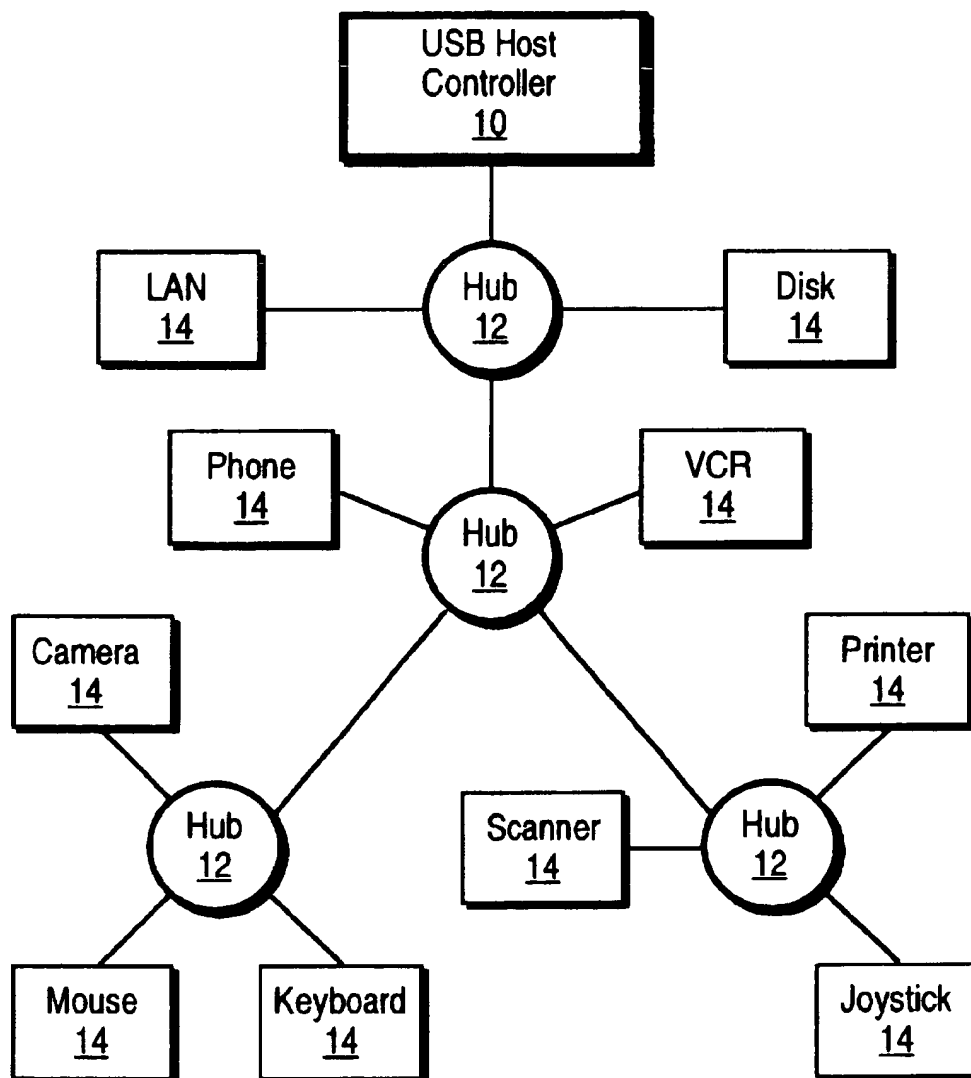 USB Host
Controller
10
LAN
14
Hub
12
Disk
14
Phone
14
VCR
14
Hub
12
Camera
14
Printer
14
Hub
12
Scanner
14
Hub
12
Mouse
14
Keyboard
14
Joystick
14